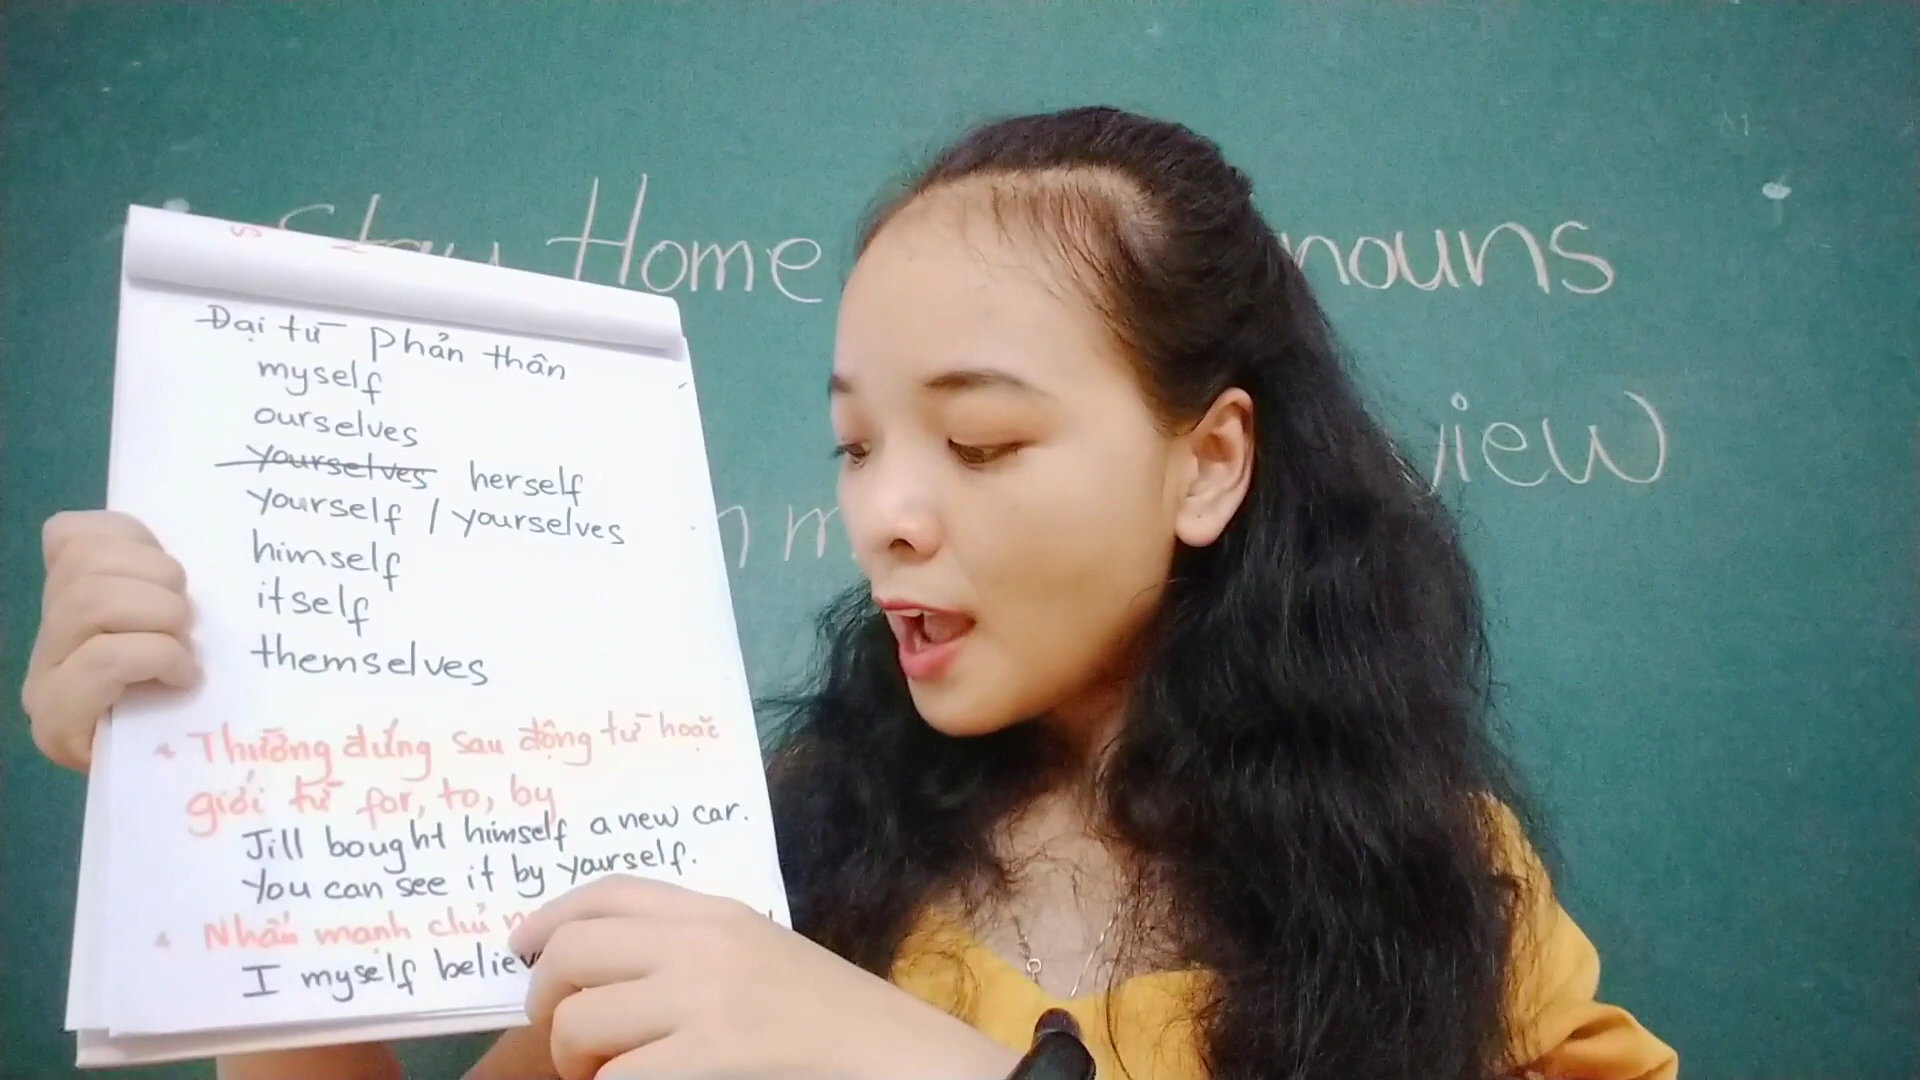 Stay Home nouns
view
m
Đại từ phản thân
myself
ourselves
yourselves herself
yourself / yourselves
himself
itself
themselves
Thường đứng sau động từ hoặc
giới từ for, to, by
Jill bought himself a new car.
You can see it by yourself.
Nhấn mạnh chủ
I myself believ